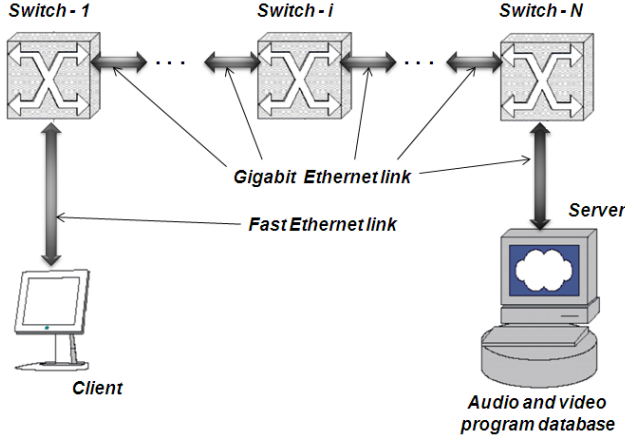 Switch - 1
Switch - i
Switch - N
Gigabit Ethernet link
Fast Ethernet link
Server
Client
Audio and video
program database